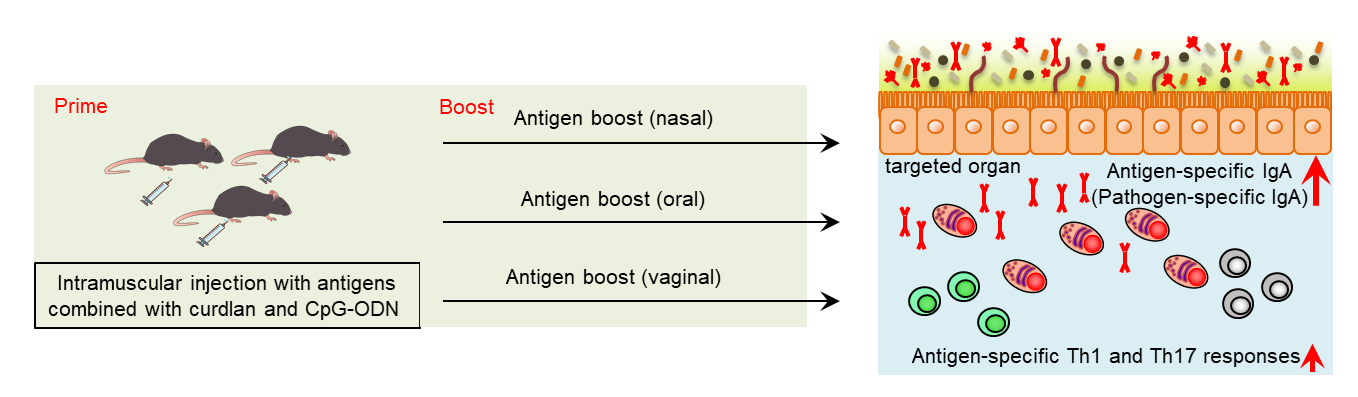 Prime
Boost
Antigen boost (nasal)
Antigen boost (oral)
Antigen boost (vaginal)
Intramuscular injection with antigens
combined with curdlan and CpG-ODN
targeted organ
Antigen-specific IgA
(Pathogen-specific IgA)
Antigen-specific Th1 and Th17 responses